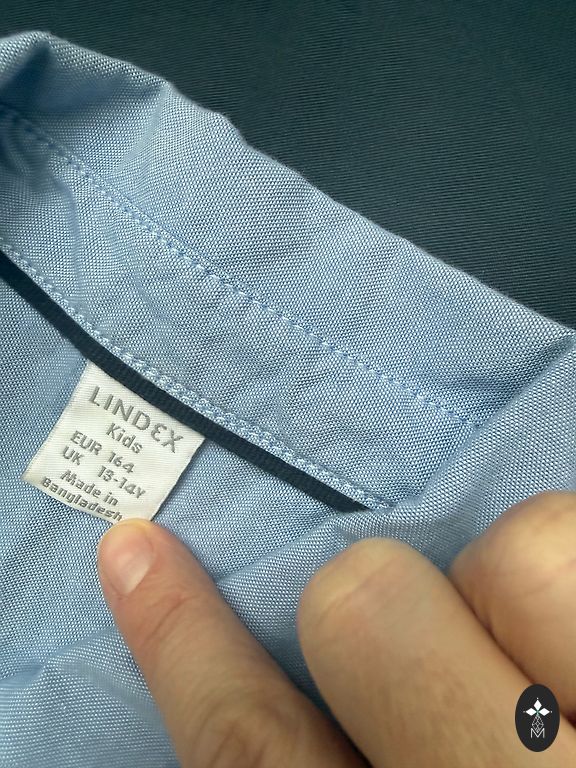 LINDEX
Kids
EUR 164
UK 13-14Y
Made in
Bangladesh
M